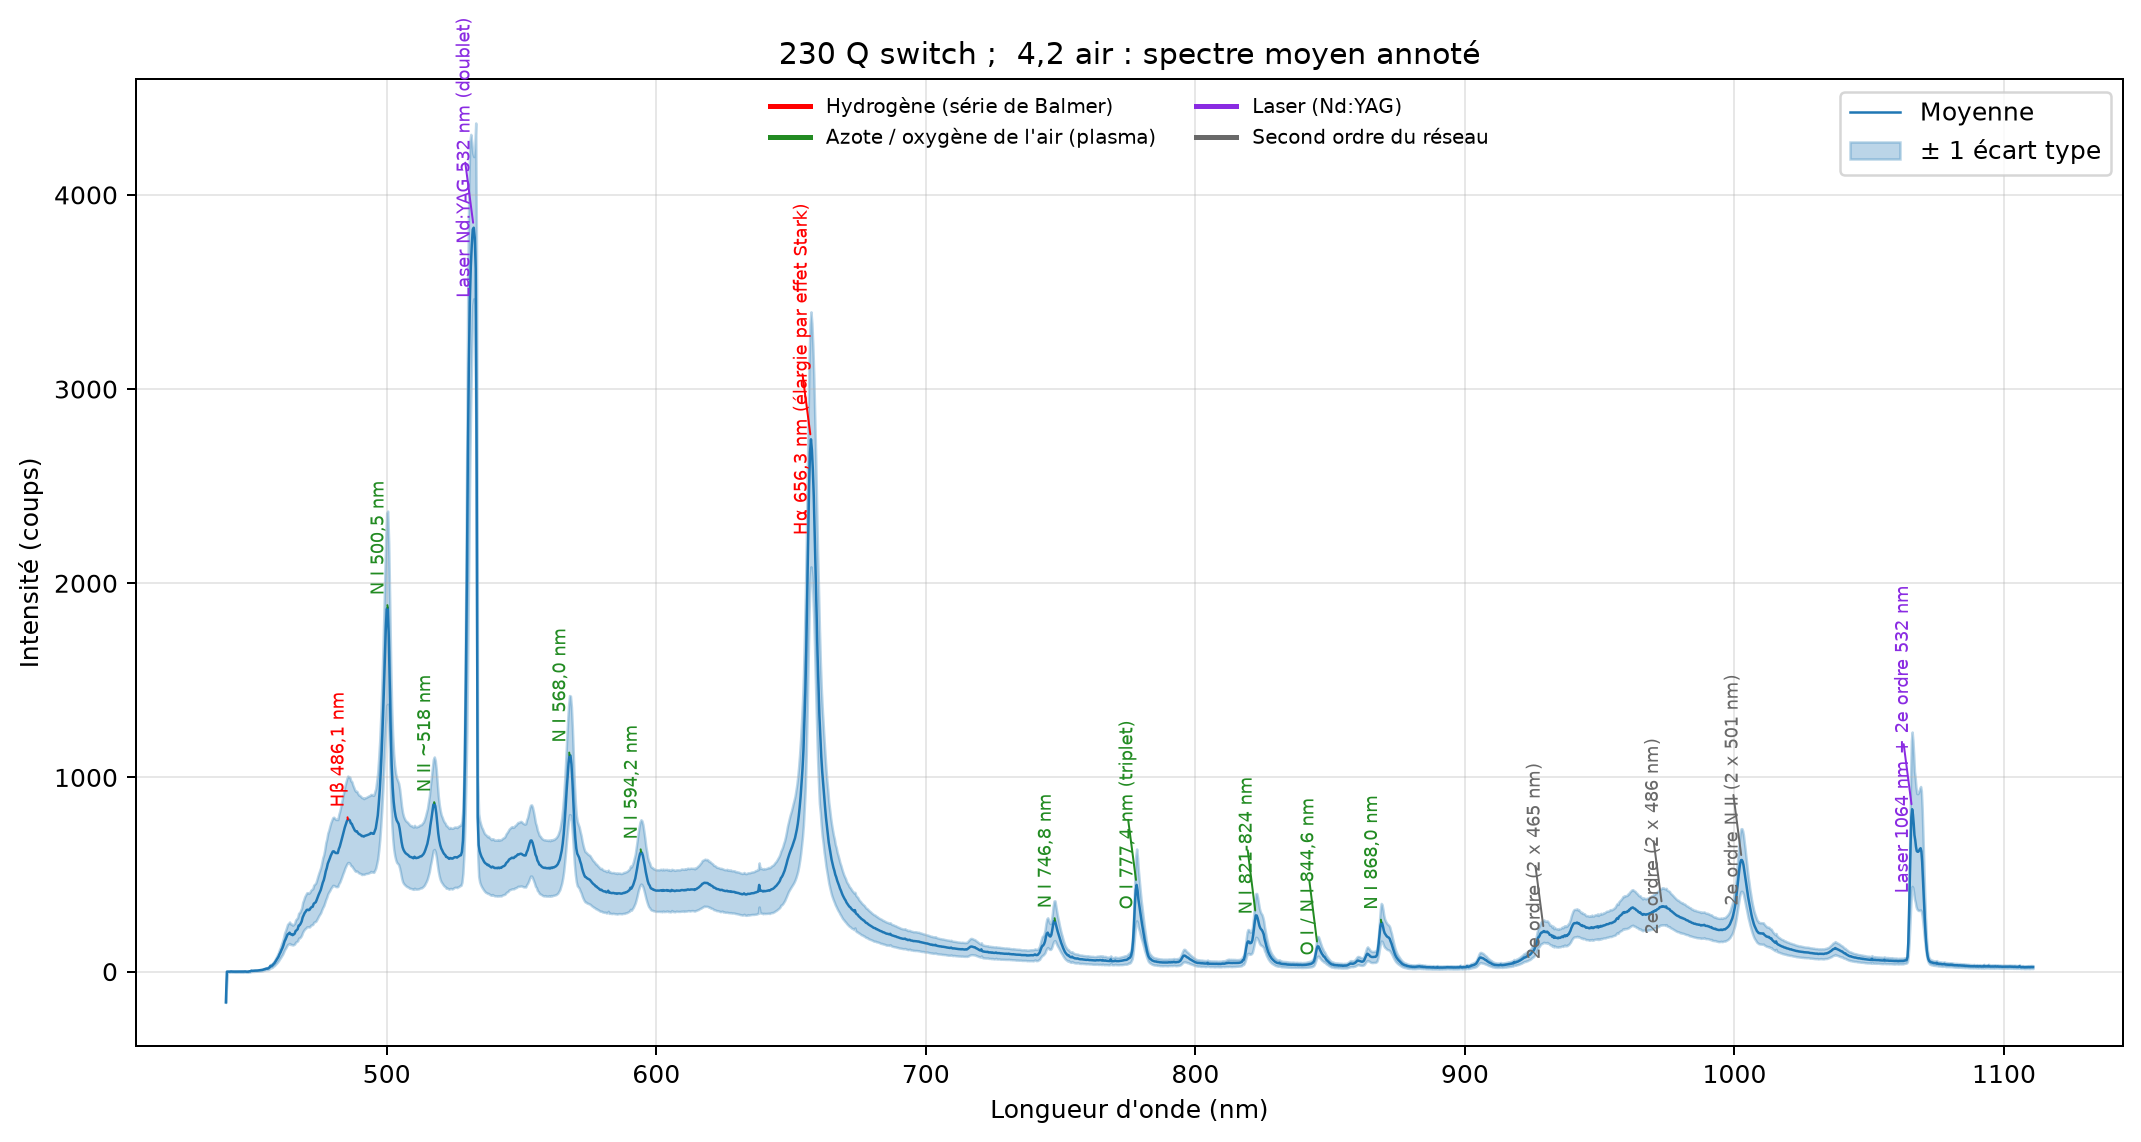 230 Q switch ;  4,2 air : spectre moyen annoté
Hydrogène (série de Balmer)
Azote / oxygène de l'air (plasma)
Laser (Nd:YAG)
Second ordre du réseau
Moyenne
± 1 écart type
Intensité (coups)
4000
3000
2000
1000
0
Hβ 486,1 nm
N I 500,5 nm
N II ~518 nm
Laser Nd:YAG 532 nm (doublet)
N I 568,0 nm
N I 594,2 nm
Hα 656,3 nm (élargie par effet Stark)
N I 746,8 nm
O I 777,4 nm (triplet)
N I 821-824 nm
O I / N I 844,6 nm
N I 868,0 nm
2e ordre (2 x 465 nm)
2e ordre (2 x 486 nm)
2e ordre N II (2 x 501 nm)
Laser 1064 nm + 2e ordre 532 nm
500
600
700
800
900
1000
1100
Longueur d'onde (nm)